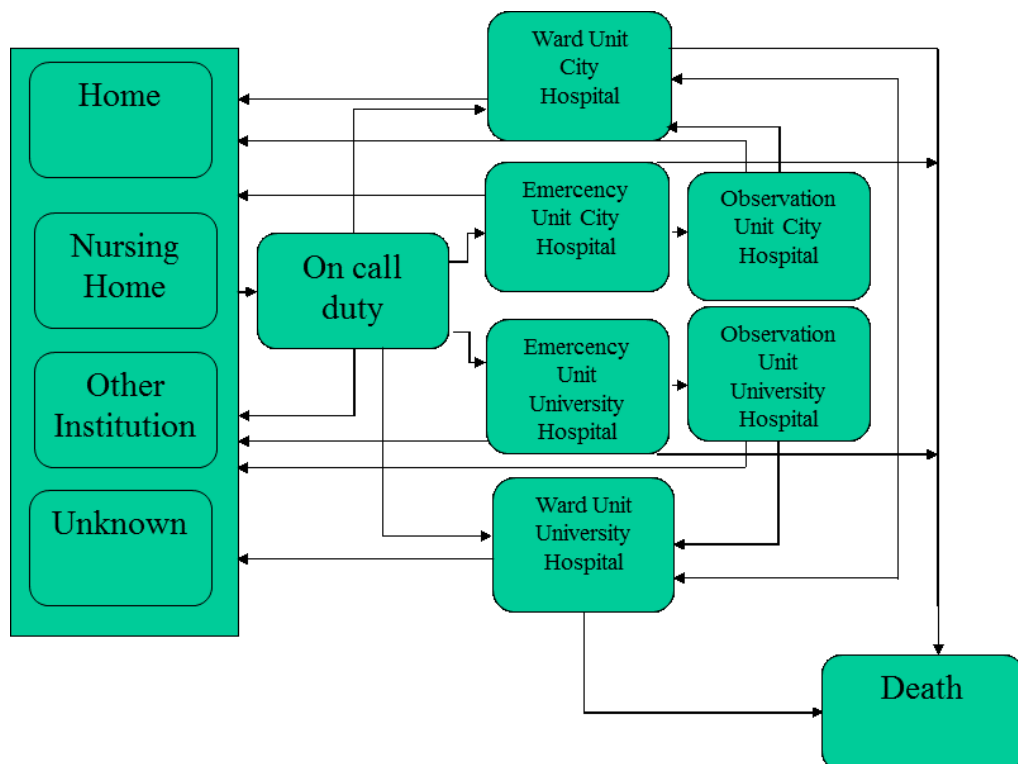 Home
Nursing
Home
Other
Institution
Unknown
On call
duty
Ward Unit
City
Hospital
Emercency
Unit City
Hospital
Observation
Unit City
Hospital
Emercency
Unit
University
Hospital
Observation
Unit
University
Hospital
Ward Unit
University
Hospital
Death